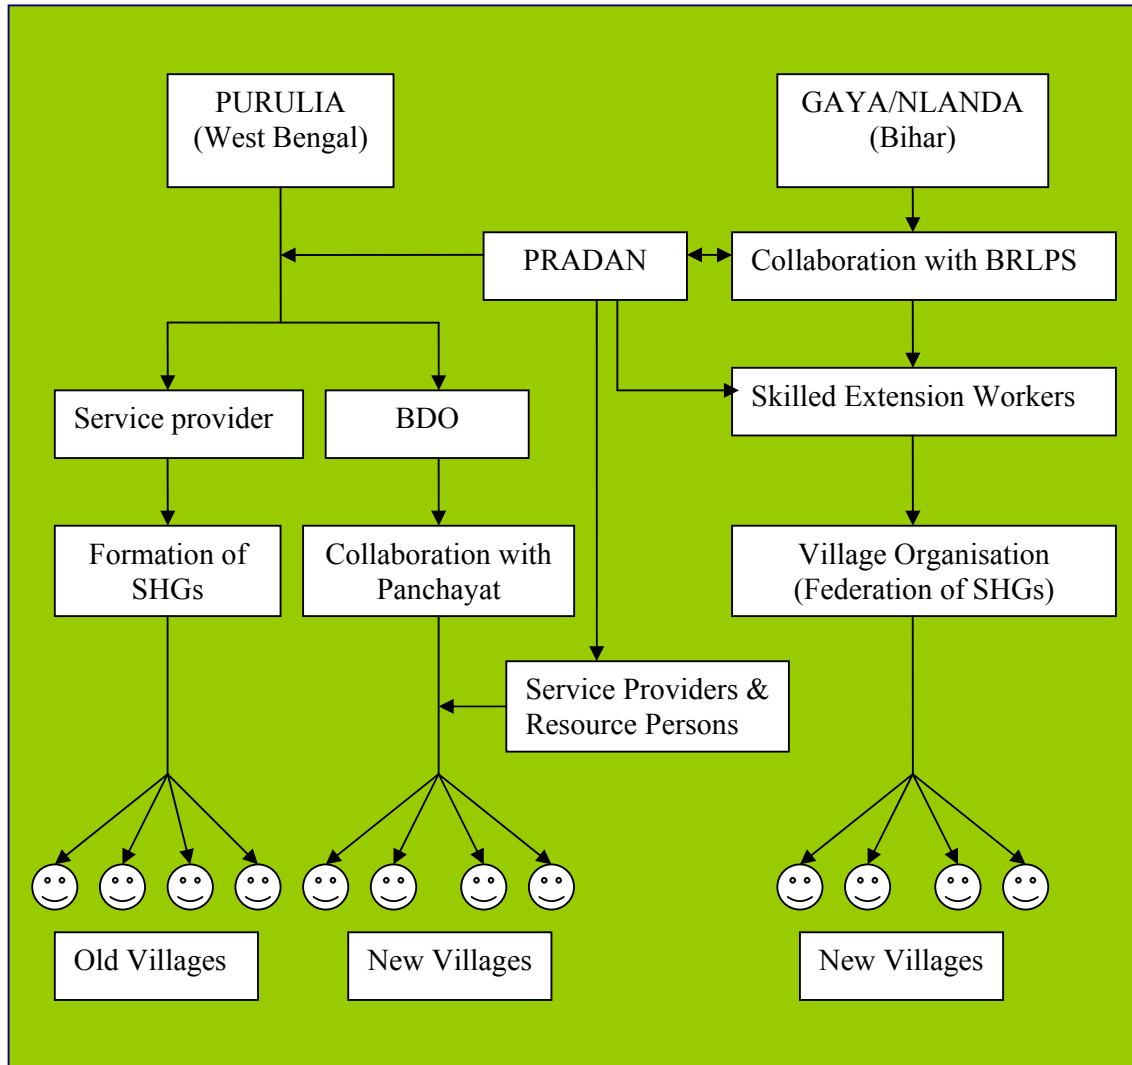 PURULIA
(West Bengal)
GAYA/NLANDA
(Bihar)
PRADAN
Collaboration with BRLPS
Service provider
BDO
Skilled Extension Workers
Formation of
SHGs
Collaboration with
Panchayat
Village Organisation
(Federation of SHGs)
Service Providers &
Resource Persons
Old Villages
New Villages
New Villages